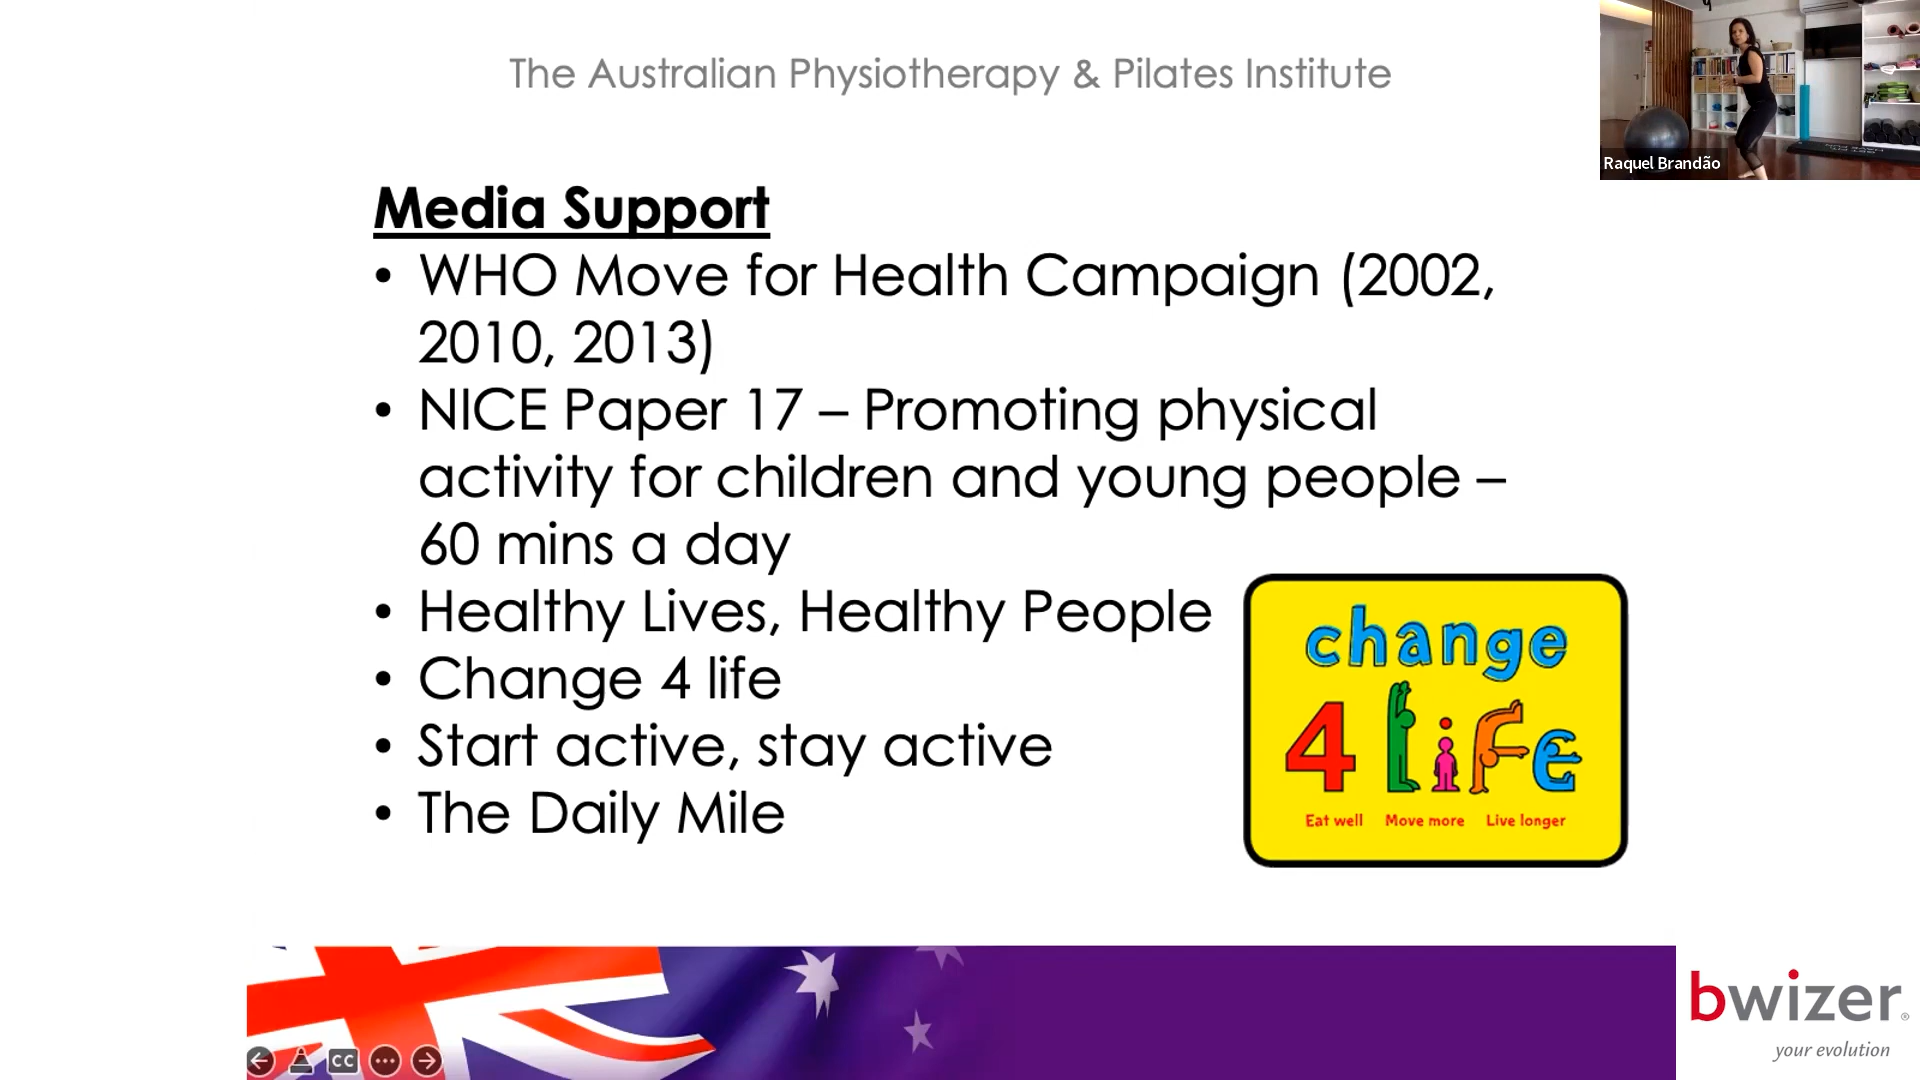 The Australian Physiotherapy & Pilates Institute
Raquel Brandão
Media Support
• WHO Move for Health Campaign (2002,
2010, 2013)
• NICE Paper 17 – Promoting physical
activity for children and young people –
60 mins a day
• Healthy Lives, Healthy People
• Change 4 life
• Start active, stay active
• The Daily Mile
change
4 life
Eat well Move more Live longer
CC
bwizer®
your evolution